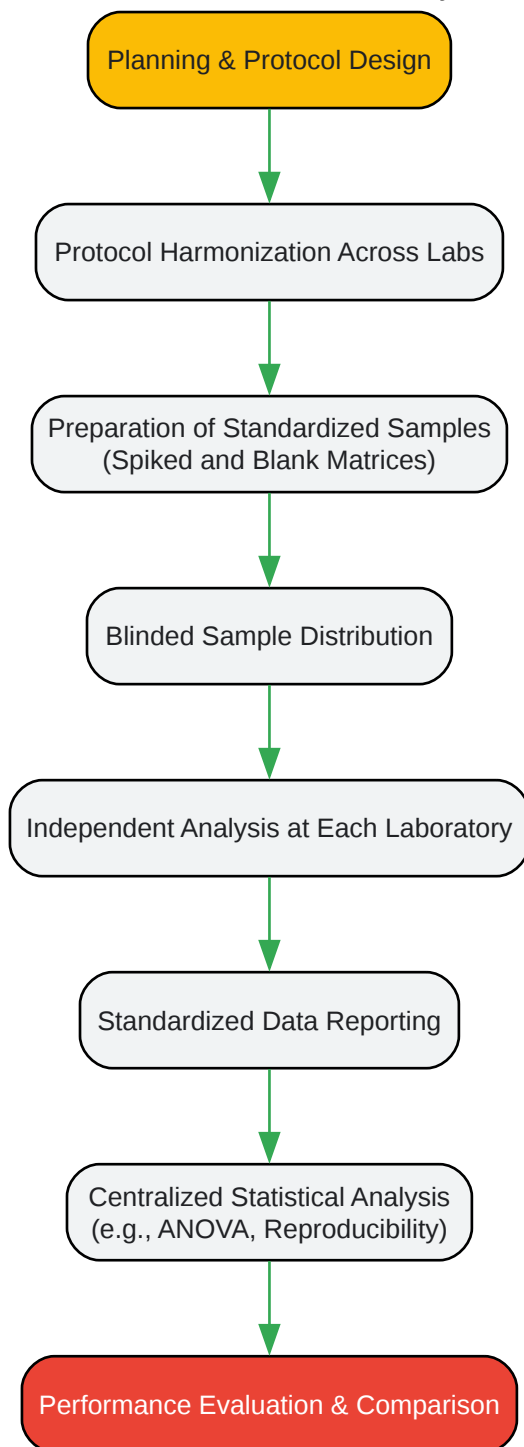 Planning & Protocol Design
Protocol Harmonization Across Labs
Preparation of Standardized Samples
(Spiked and Blank Matrices)
Blinded Sample Distribution
Independent Analysis at Each Laboratory
Standardized Data Reporting
Centralized Statistical Analysis
(e.g., ANOVA, Reproducibility)
Performance Evaluation & Comparison